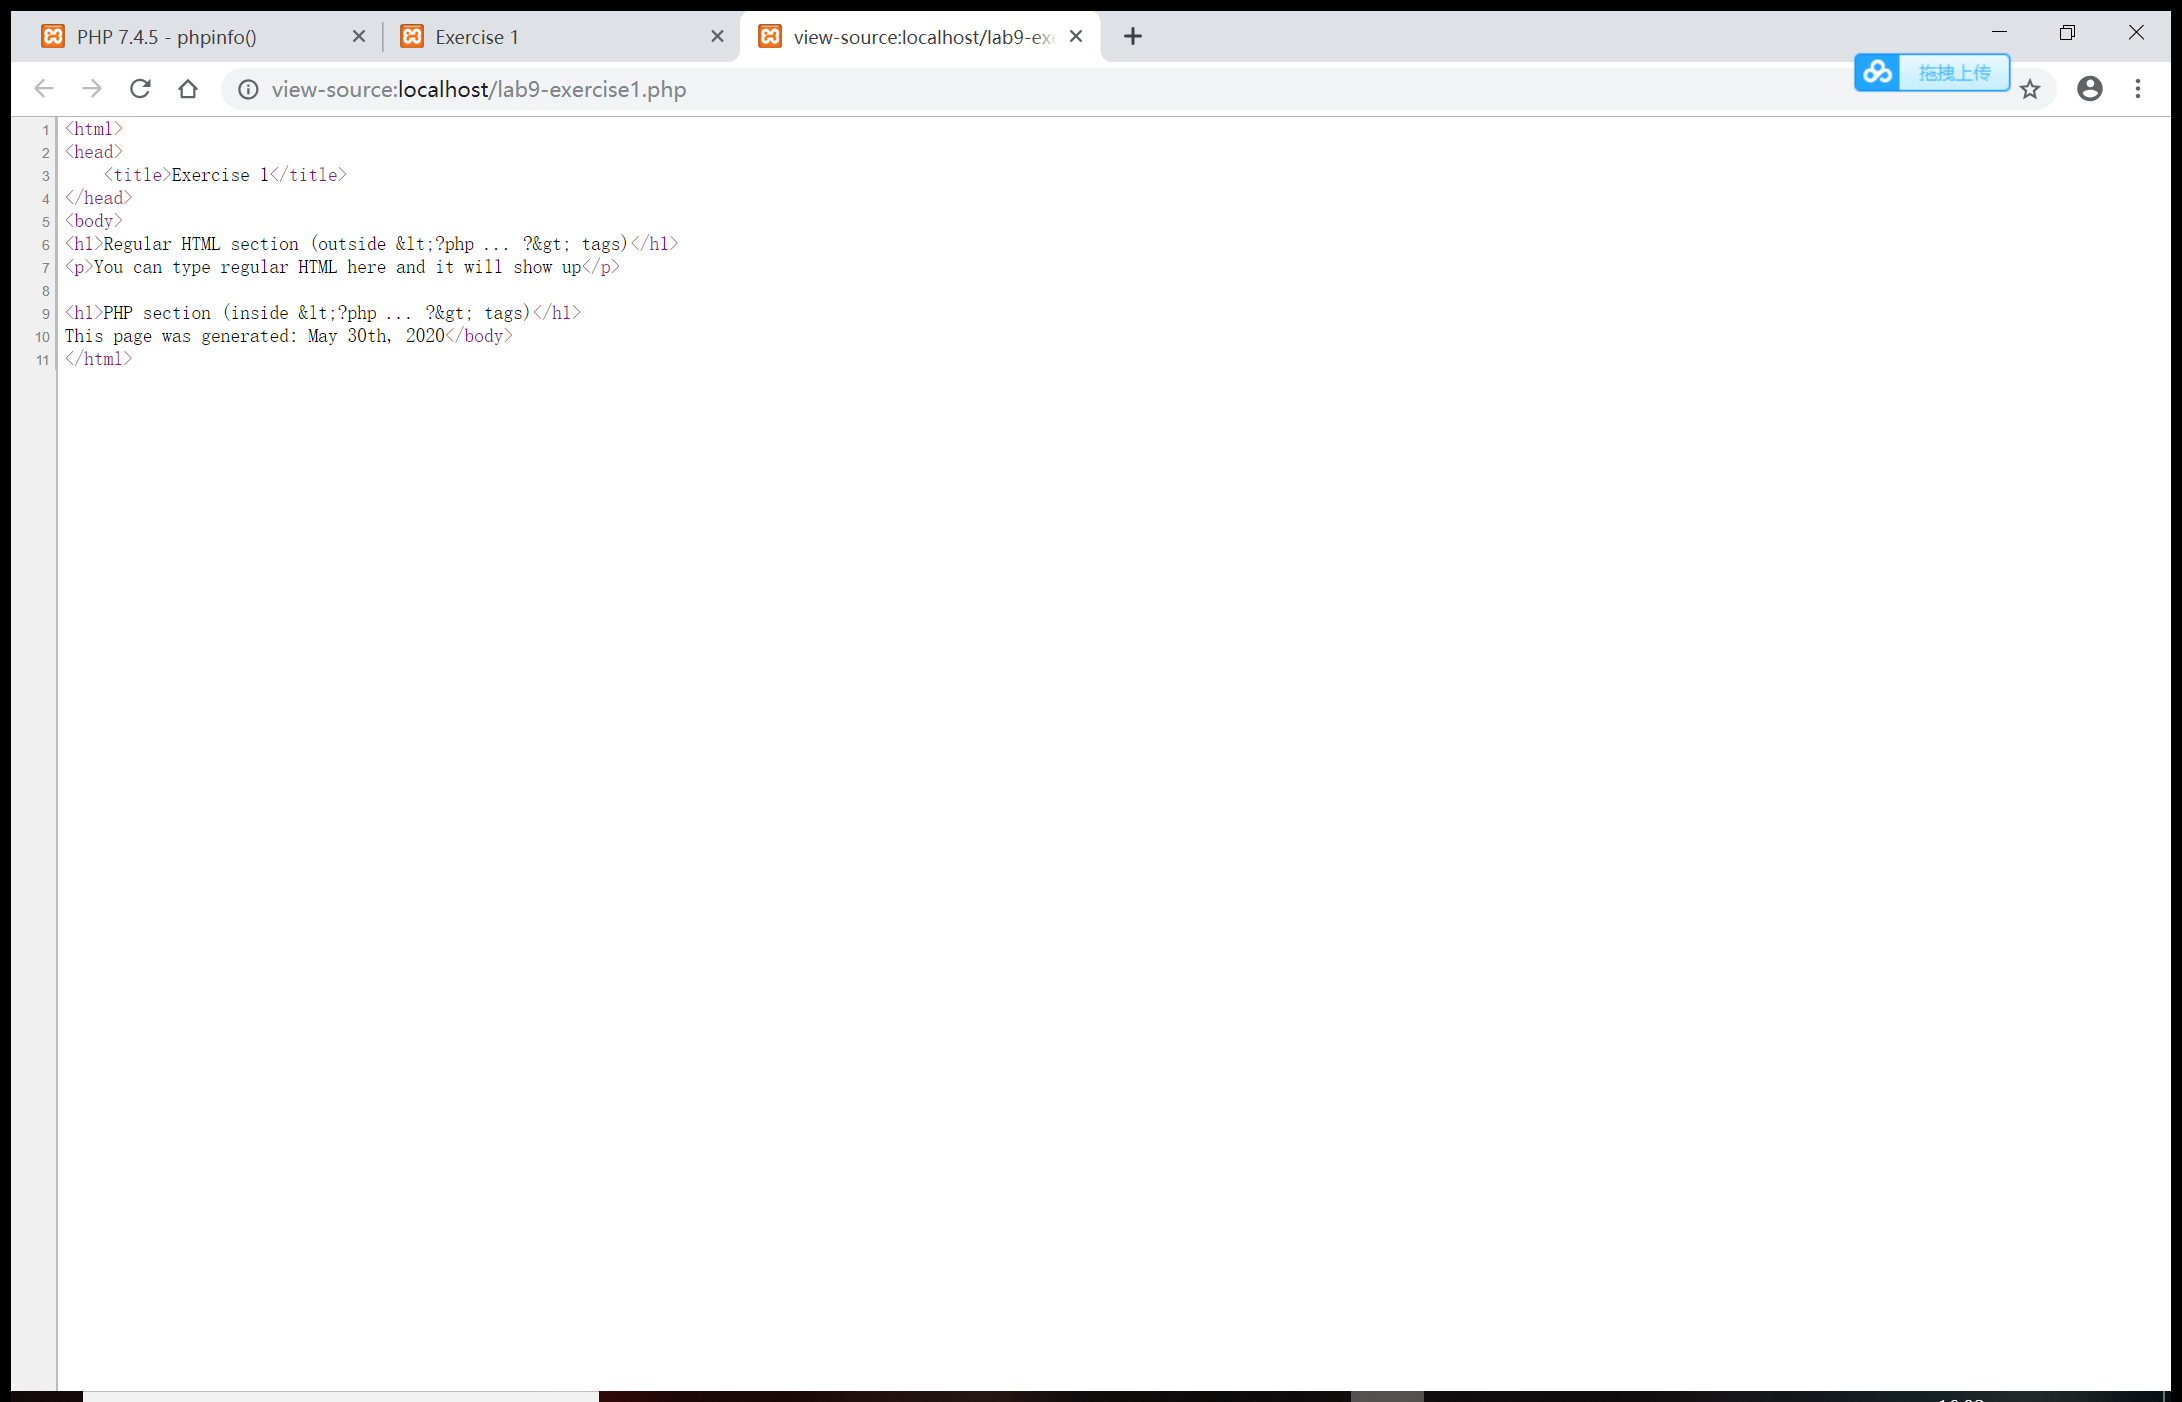 PHP 7.4.5 - phpinfo()
Exercise 1
view-source:localhost/lab9-exe
view-source:localhost/lab9-exercise1.php
拖拽上传
1 <html>
2 <head>
3     <title>Exercise 1</title>
4 </head>
5 <body>
6 <h1>Regular HTML section (outside &lt;?php ... ?&gt; tags)</h1>
7 <p>You can type regular HTML here and it will show up</p>
8
9 <h1>PHP section (inside &lt;?php ... ?&gt; tags)</h1>
10 This page was generated: May 30th, 2020</body>
11 </html>